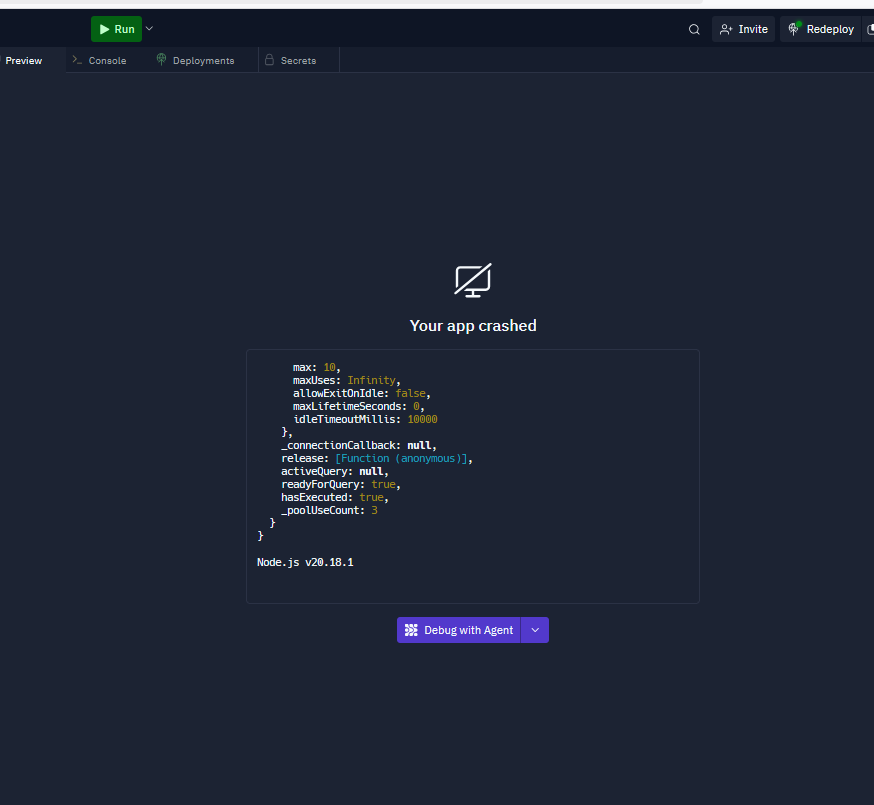 Run
Invite
Redeploy
Preview
Console
Deployments
Secrets
Your app crashed
max: 10,
maxUses: Infinity,
allowExitOnIdle: false,
maxLifetimeSeconds: 0,
idleTimeoutMillis: 10000
},
_connectionCallback: null,
release: [Function (anonymous)],
activeQuery: null,
readyForQuery: true,
hasExecuted: true,
_poolUseCount: 3
}
}
Node.js v20.18.1
Debug with Agent